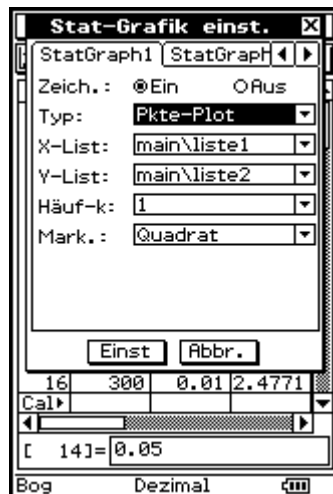 Stat-Grafik einst.
StatGraph1 StatGraph
Zeich.: Ein Aus
Typ: Pkte-Plot
X-List: main\liste1
Y-List: main\liste2
Häuf-k: 1
Mark.: Quadrat
Einst Abbr.
16 300 0.01 2.4771
Cal
[ 14]= 0.05
Bog Dezimal